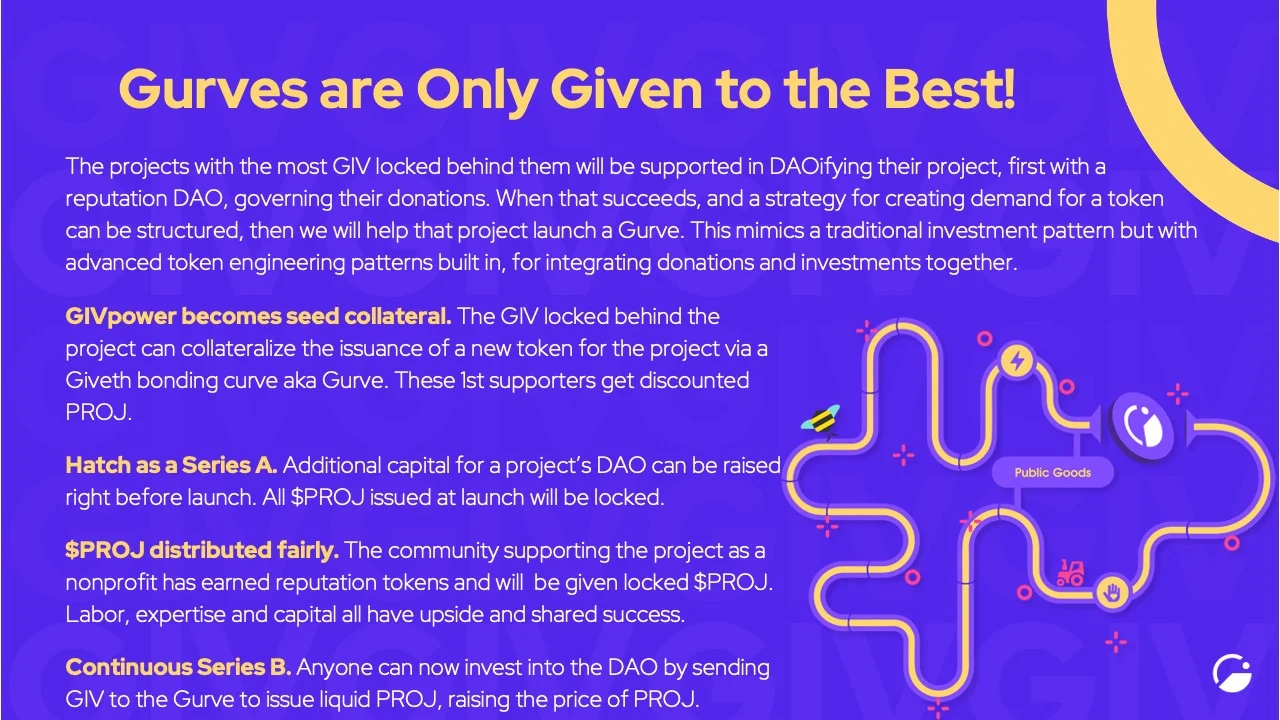 Gurves are Only Given to the Best!
The projects with the most GIV locked behind them will be supported in DAOifying their project, first with a
reputation DAO, governing their donations. When that succeeds, and a strategy for creating demand for a token
can be structured, then we will help that project launch a Gurve. This mimics a traditional investment pattern but with
advanced token engineering patterns built in, for integrating donations and investments together.
GIVpower becomes seed collateral. The GIV locked behind the
project can collateralize the issuance of a new token for the project via a
Giveth bonding curve aka Gurve. These 1st supporters get discounted
PROJ.
Hatch as a Series A. Additional capital for a project's DAO can be raised
right before launch. All $PROJ issued at launch will be locked.
$PROJ distributed fairly. The community supporting the project as a
nonprofit has earned reputation tokens and will  be given locked $PROJ.
Labor, expertise and capital all have upside and shared success.
Continuous Series B. Anyone can now invest into the DAO by sending
GIV to the Gurve to issue liquid PROJ, raising the price of PROJ.
Public Goods